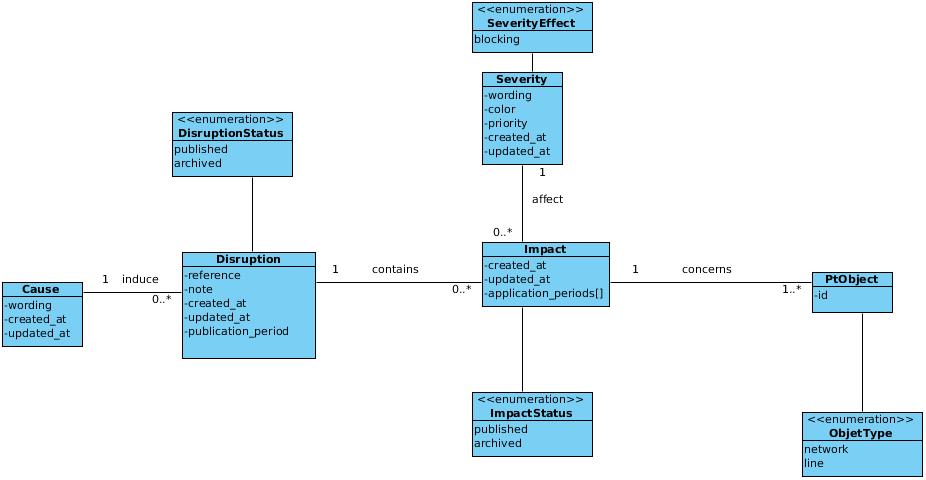 <<enumeration>>
SeverityEffect
blocking
Severity
-wording
-color
-priority
-created_at
-updated_at
<<enumeration>>
DisruptionStatus
published
archived
1
affect
0..*
Disruption
-reference
-note
-created_at
-updated_at
-publication_period
Impact
-created_at
-updated_at
-application_periods[]
1 contains
0..*
1 concerns
1..*
PtObject
-id
1 induce
0..*
Cause
-wording
-created_at
-updated_at
<<enumeration>>
ImpactStatus
published
archived
<<enumeration>>
ObjetType
network
line